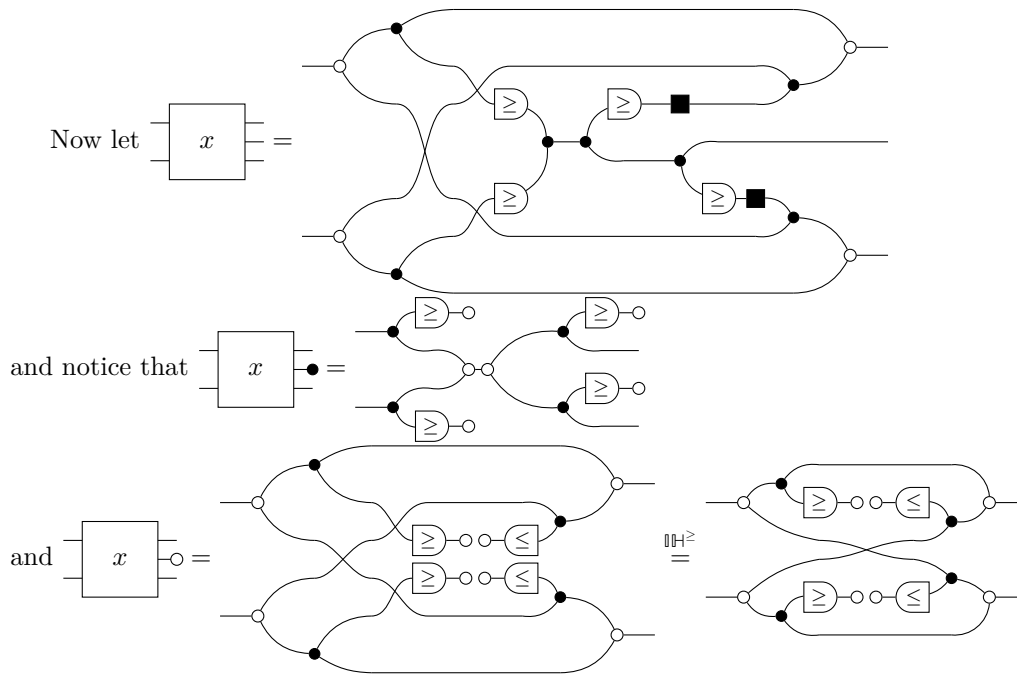 Now let x = ≥ ≥ ≥ ≥
and notice that x = ≥ ≥ ≥ ≥
and x = ≥ ≤ ≥ ≤ 𝕀ℍ≥ = ≥ ≤ ≥ ≤